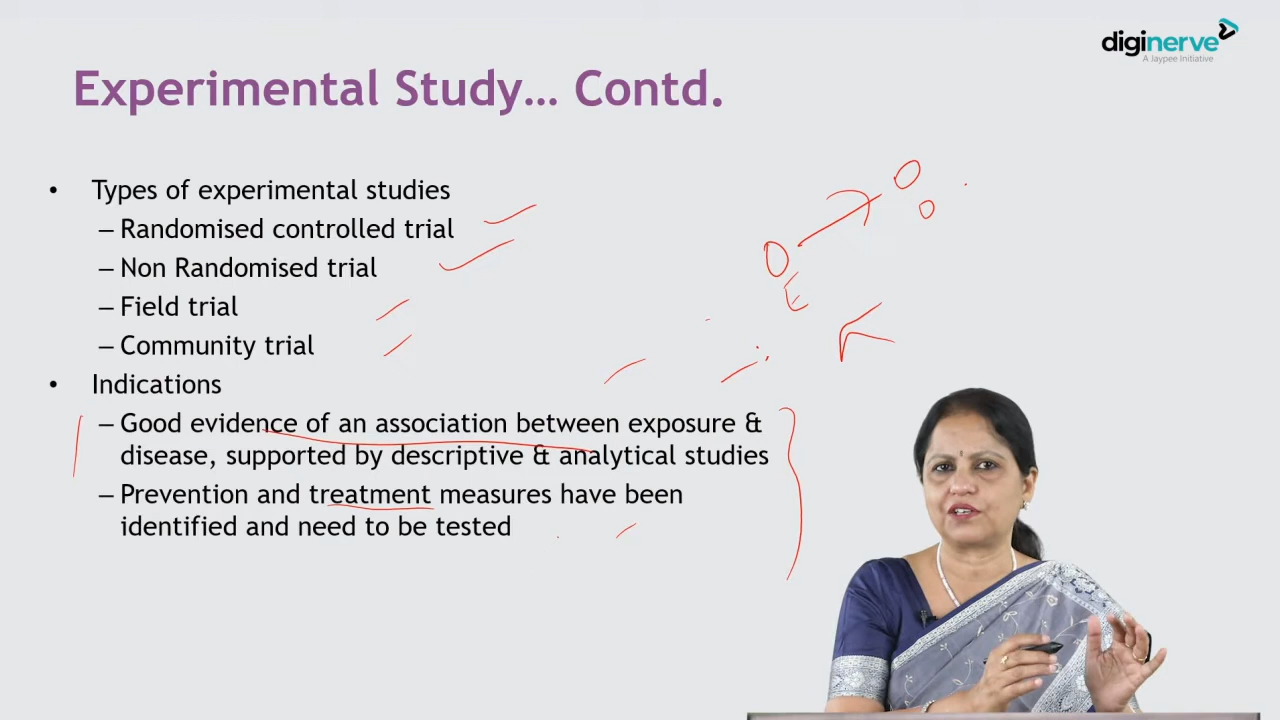 diginerve
A Jaypee Initiative
Experimental Study... Contd.
• Types of experimental studies
– Randomised controlled trial
– Non Randomised trial
– Field trial
– Community trial
• Indications
– Good evidence of an association between exposure &
disease, supported by descriptive & analytical studies
– Prevention and treatment measures have been
identified and need to be tested
O
O
O
E